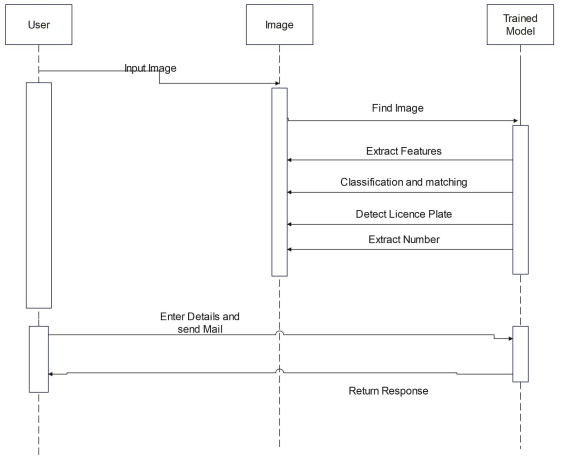 User
Image
Trained
Model
Input Image
Find Image
Extract Features
Classification and matching
Detect Licence Plate
Extract Number
Enter Details and
send Mail
Return Response